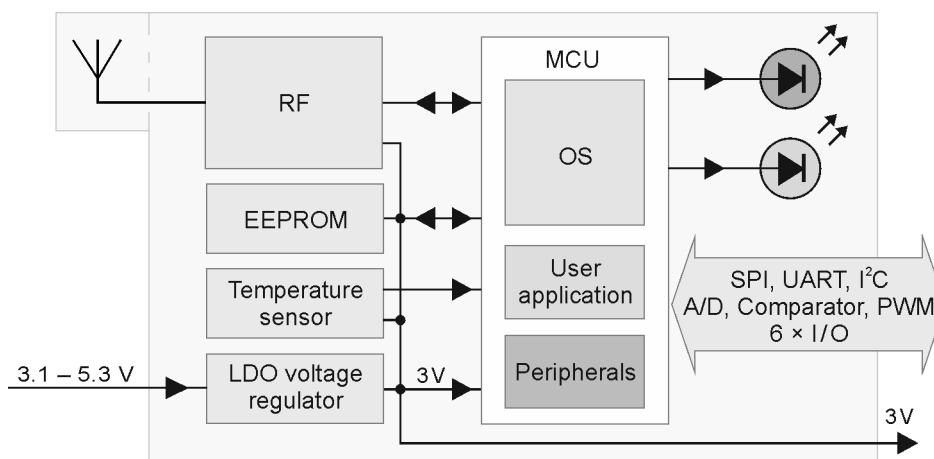 RF
MCU
OS
EEPROM
Temperature
sensor
User
application
SPI, UART, I²C
A/D, Comparator, PWM
6 × I/O
3.1 – 5.3 V
LDO voltage
regulator
3V
Peripherals
3V